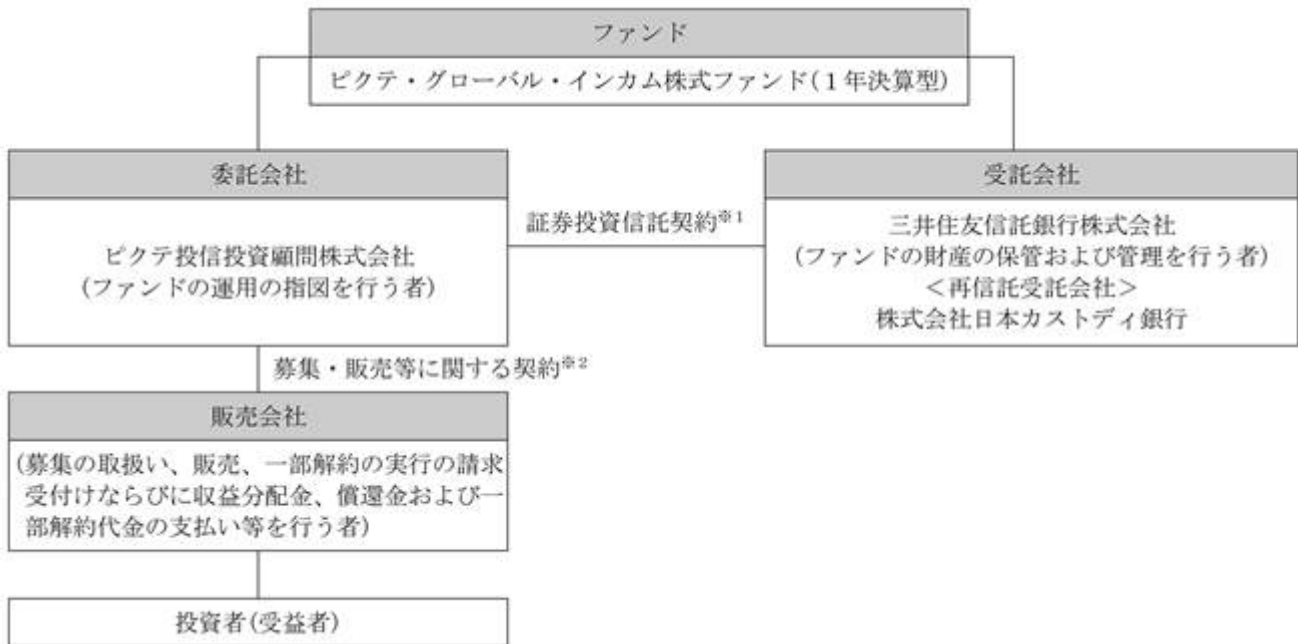 ファンド
ピクテ・グローバル・インカム株式ファンド(１年決算型)
委託会社
ピクテ投信投資顧問株式会社
(ファンドの運用の指図を行う者)
証券投資信託契約※1
受託会社
三井住友信託銀行株式会社
(ファンドの財産の保管および管理を行う者)
＜再信託受託会社＞
株式会社日本カストディ銀行
募集・販売等に関する契約※2
販売会社
(募集の取扱い、販売、一部解約の実行の請求
受付けならびに収益分配金、償還金および一
部解約代金の支払い等を行う者)
投資者(受益者)